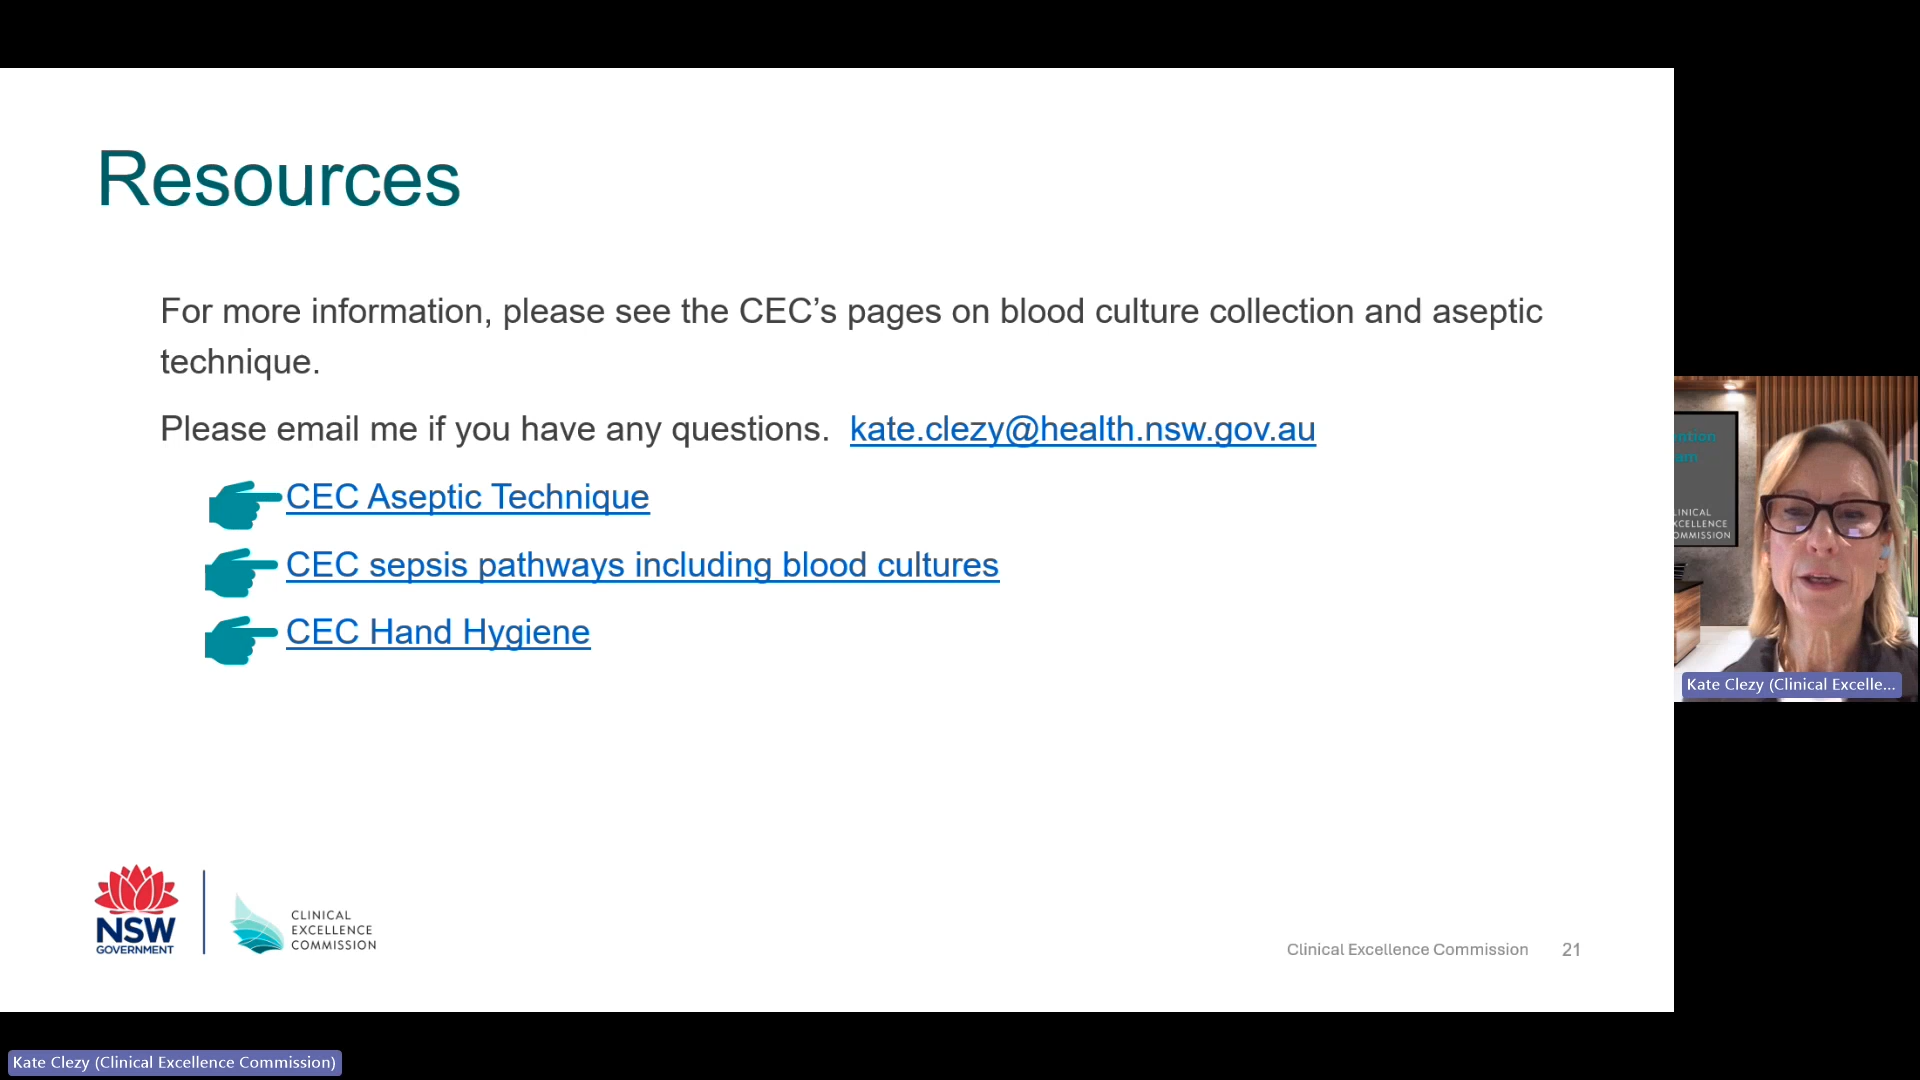 Resources
For more information, please see the CEC’s pages on blood culture collection and aseptic
technique.
Please email me if you have any questions.  kate.clezy@health.nsw.gov.au
CEC Aseptic Technique
CEC sepsis pathways including blood cultures
CEC Hand Hygiene
NSW
GOVERNMENT
CLINICAL
EXCELLENCE
COMMISSION
Clinical Excellence Commission 21
Kate Clezy (Clinical Excelle...
Kate Clezy (Clinical Excellence Commission)